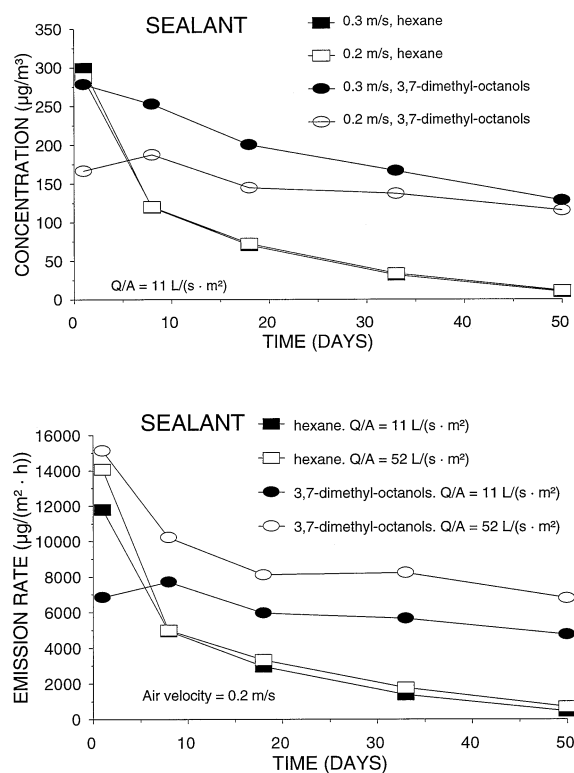 SEALANT
0.3 m/s, hexane
0.2 m/s, hexane
0.3 m/s, 3,7-dimethyl-octanols
0.2 m/s, 3,7-dimethyl-octanols
CONCENTRATION (µg/m³)
350
300
250
200
150
100
50
0
Q/A = 11 L/(s · m²)
0 10 20 30 40 50
TIME (DAYS)
SEALANT
hexane. Q/A = 11 L/(s · m²)
hexane. Q/A = 52 L/(s · m²)
3,7-dimethyl-octanols. Q/A = 11 L/(s · m²)
3,7-dimethyl-octanols. Q/A = 52 L/(s · m²)
EMISSION RATE (µg/(m² · h))
16000
14000
12000
10000
8000
6000
4000
2000
0
Air velocity = 0.2 m/s
0 10 20 30 40 50
TIME (DAYS)